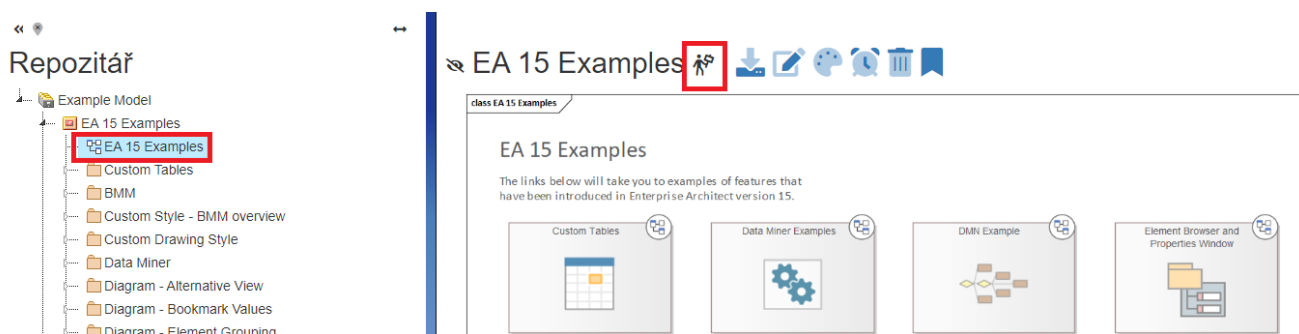 Repozitář
Example Model
EA 15 Examples
EA 15 Examples
Custom Tables
BMM
Custom Style - BMM overview
Custom Drawing Style
Data Miner
Diagram - Alternative View
Diagram - Bookmark Values
Diagram - Element Grouping
EA 15 Examples
class EA 15 Examples
EA 15 Examples
The links below will take you to examples of features that
have been introduced in Enterprise Architect version 15.
Custom Tables
Data Miner Examples
DMN Example
Element Browser and
Properties Window